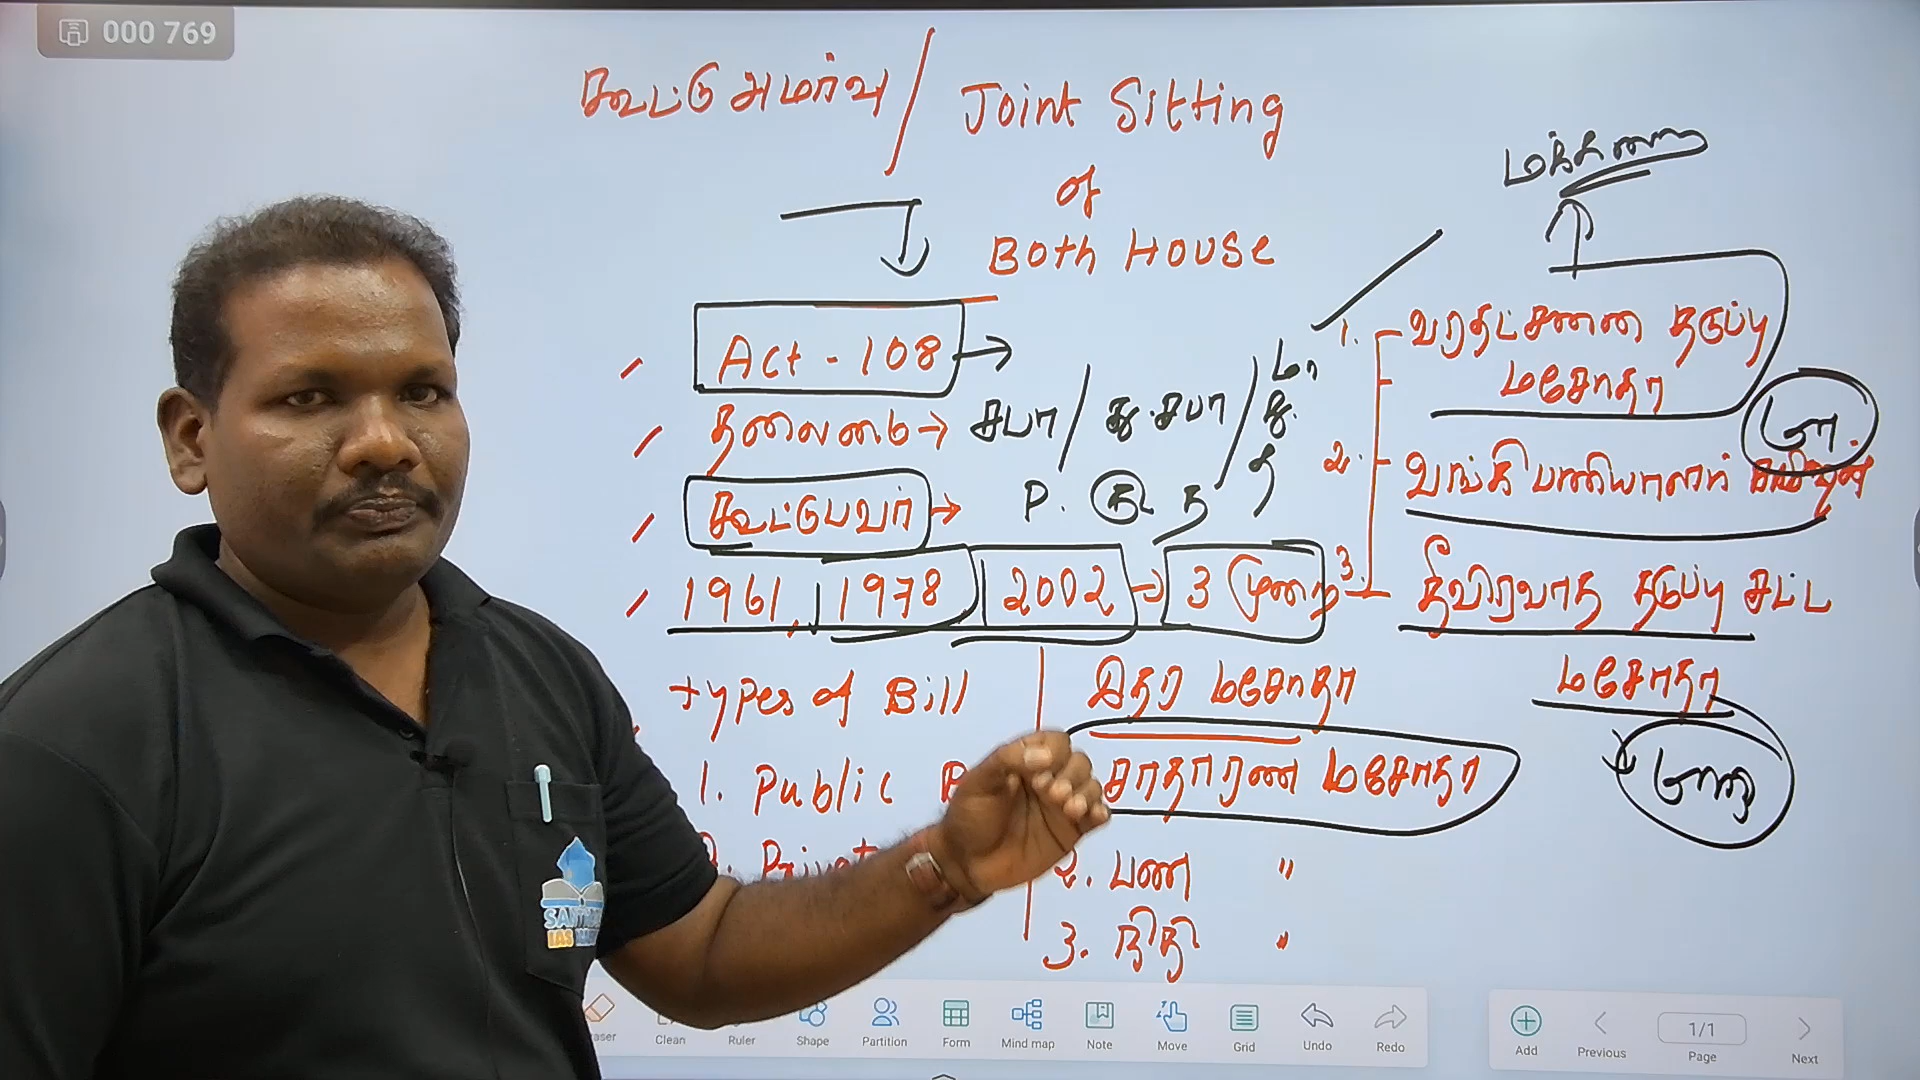 000 769
கூட்டு அமர்வு / Joint Sitting
of
Both House
Act - 108 →
தலைமை → சபா / து.சபா / மா
து.
த
கூட்டுபவர் →
1961, 1978 2002 → 3 முறை
மக்களவை
1. வரதட்சணை தடுப்பு
மசோதா
2. வங்கி பணியாளர்
3. தீவிரவாத தடுப்பு சட்ட
மசோதா
மா.
Types of Bill
1. Public B
இதர மசோதா
சாதாரண மசோதா
2. பண "
3. நிதி "
Clean
Ruler
Shape
Partition
Form
Mind map
Note
Move
Grid
Undo
Redo
Add
Previous
1/1
Page
Next